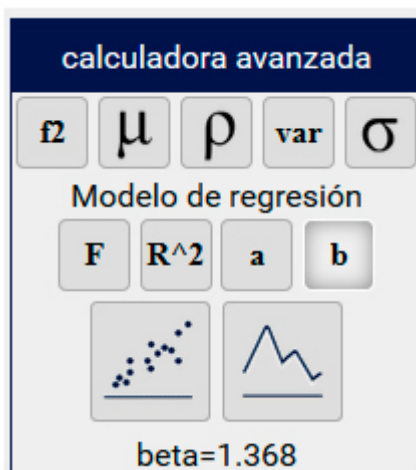 calculadora avanzada
f2 μ ρ var σ
Modelo de regresión
F R^2 a b
beta=1.368